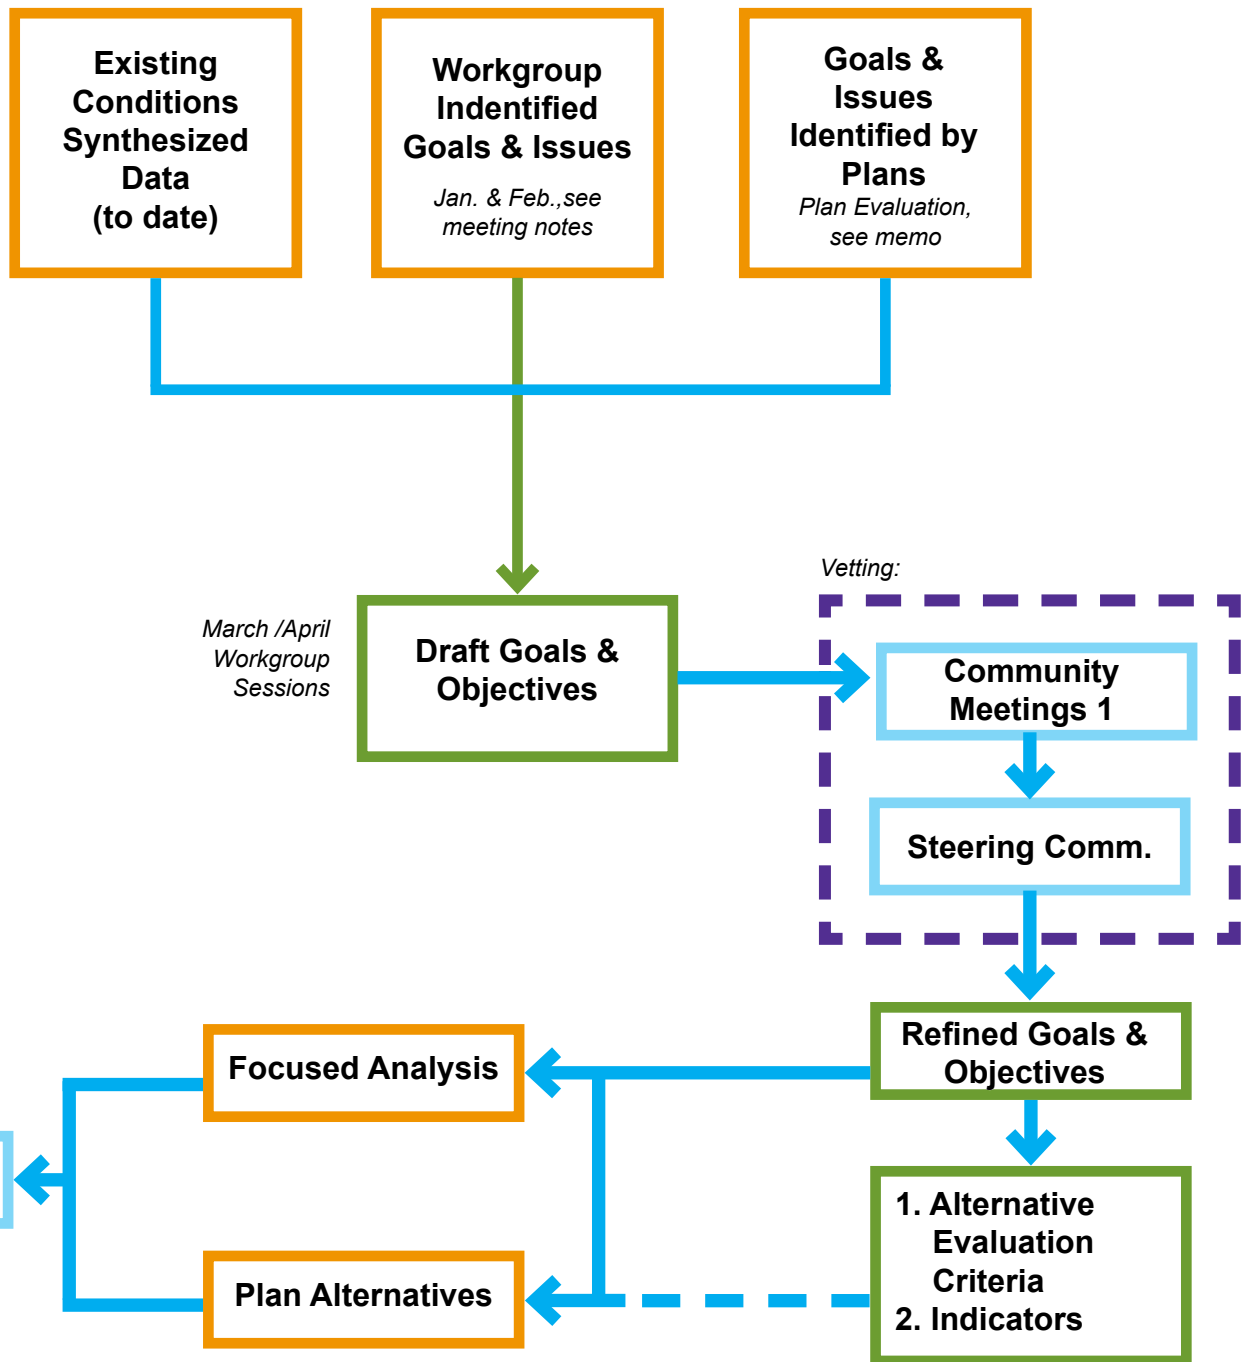 Existing
Conditions
Synthesized
Data
(to date)
Workgroup
Indentified
Goals & Issues
Jan. & Feb.,see
meeting notes
Goals &
Issues
Identified by
Plans
Plan Evaluation,
see memo
March /April
Workgroup
Sessions
Draft Goals &
Objectives
Vetting:
Community
Meetings 1
Steering Comm.
Refined Goals &
Objectives
Focused Analysis
1. Alternative
Evaluation
Criteria
2. Indicators
Plan Alternatives